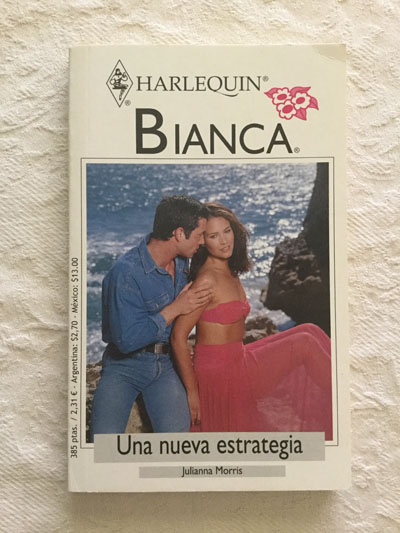 HARLEQUIN®
®
BIANCA®
385 ptas. / 2,31 € - Argentina: $2,70 - México: $13.00
Una nueva estrategia
Julianna Morris